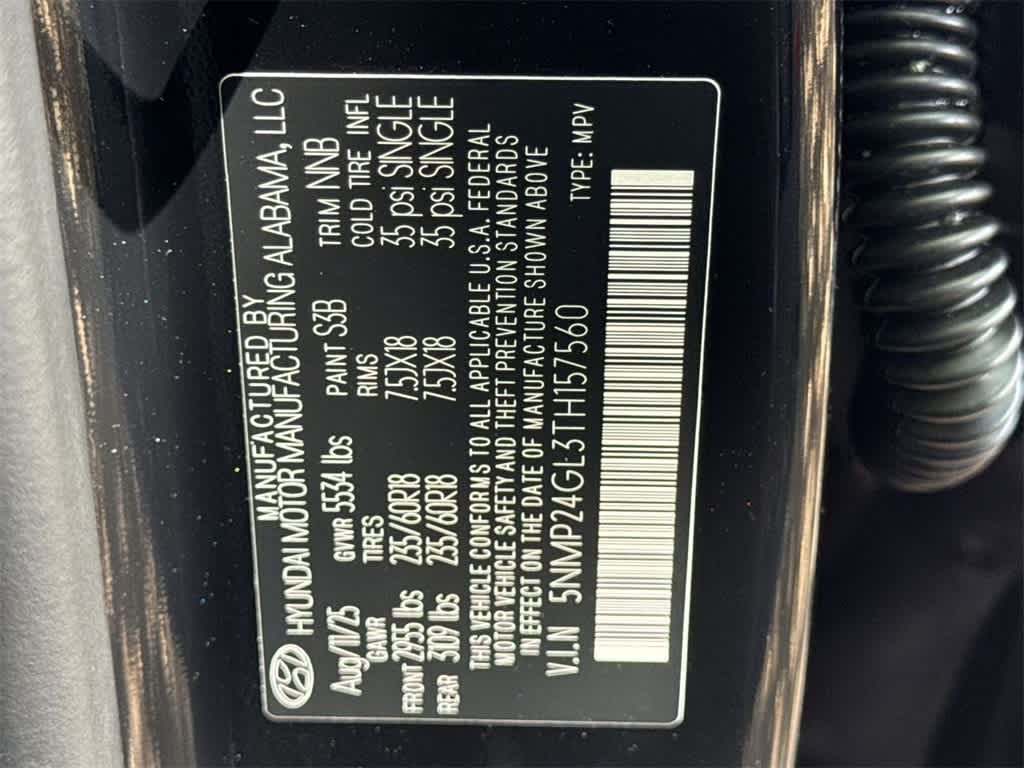 MANUFACTURED BY
HYUNDAI MOTOR MANUFACTURING ALABAMA, LLC
Aug/11/25 GVWR 5534 lbs PAINT S3B TRIM NNB
GAWR TIRES RIMS COLD TIRE INFL
FRONT 2955 lbs 235/60R18 7.5JX18 35 psi SINGLE
REAR 3109 lbs 235/60R18 7.5JX18 35 psi SINGLE
THIS VEHICLE CONFORMS TO ALL APPLICABLE U.S.A. FEDERAL
MOTOR VEHICLE SAFETY AND THEFT PREVENTION STANDARDS
IN EFFECT ON THE DATE OF MANUFACTURE SHOWN ABOVE
V.I.N 5NMP24GL3TH157560 TYPE: MPV